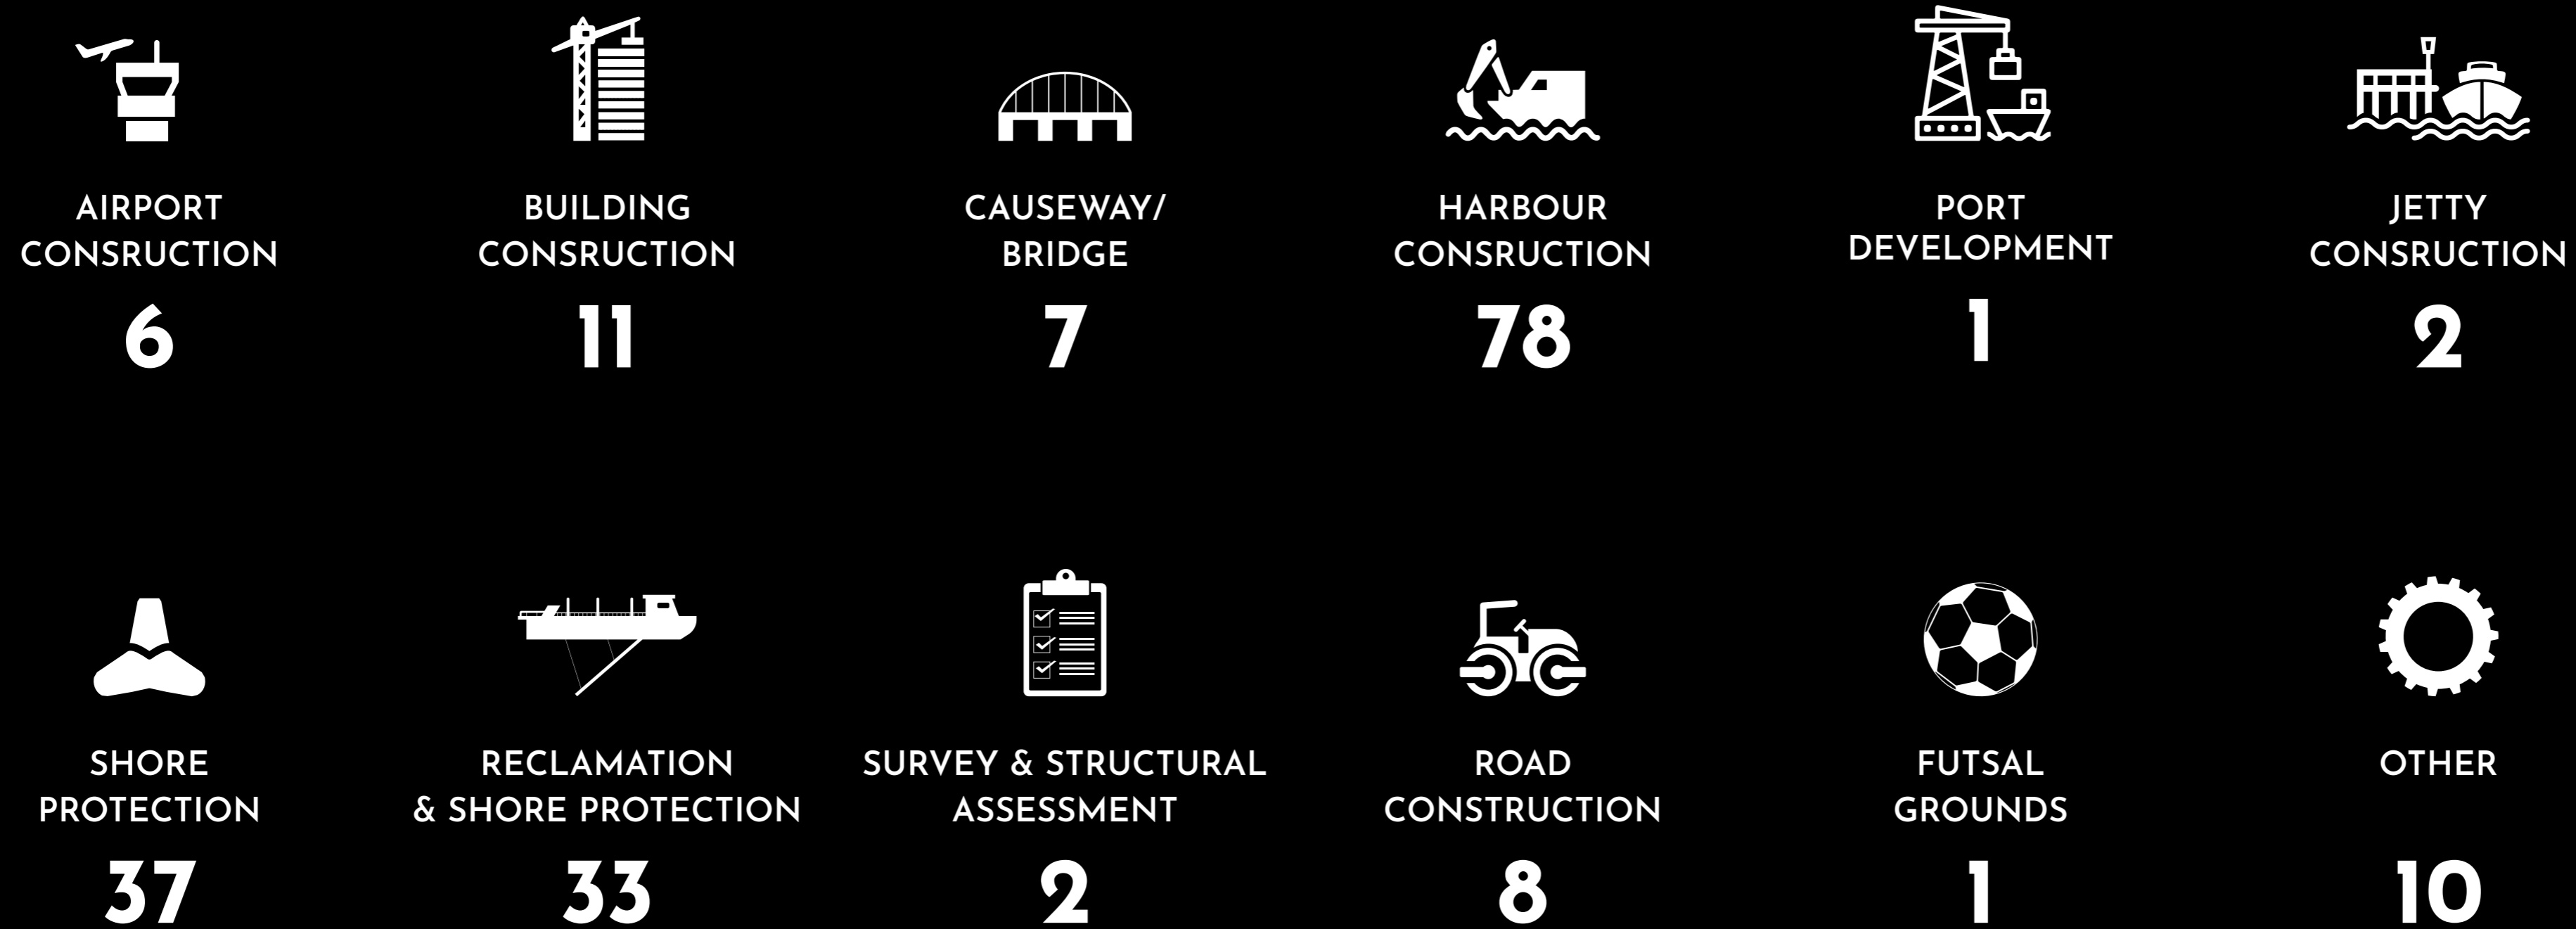 AIRPORT
CONSRUCTION
6
BUILDING
CONSRUCTION
11
CAUSEWAY/
BRIDGE
7
HARBOUR
CONSRUCTION
78
PORT
DEVELOPMENT
1
JETTY
CONSRUCTION
2
SHORE
PROTECTION
37
RECLAMATION
& SHORE PROTECTION
33
SURVEY & STRUCTURAL
ASSESSMENT
2
ROAD
CONSTRUCTION
8
FUTSAL
GROUNDS
1
OTHER
10